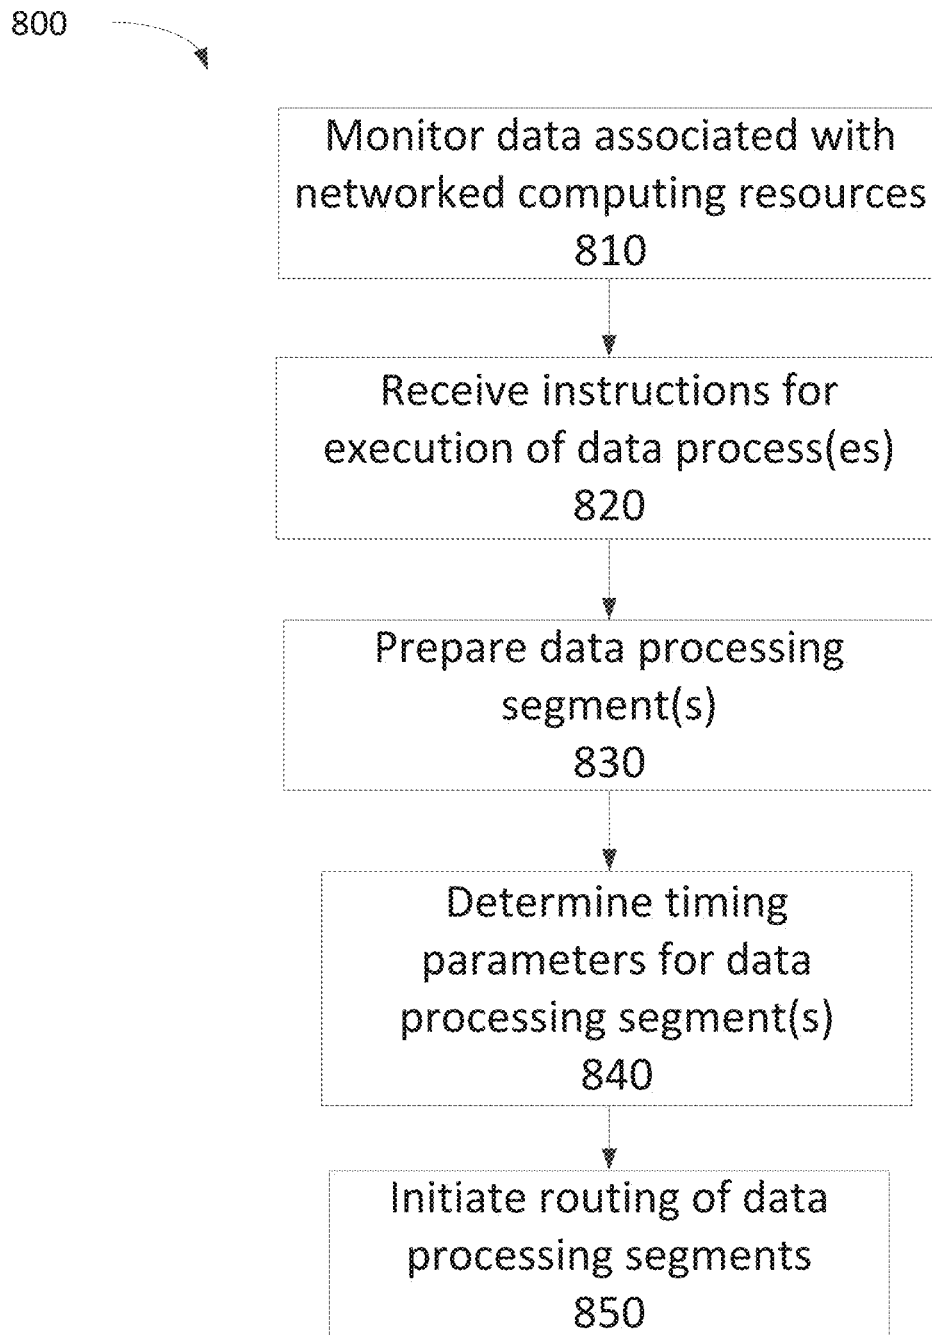 800
Monitor data associated with
networked computing resources
810
Receive instructions for
execution of data process(es)
820
Prepare data processing
segment(s)
830
Determine timing
parameters for data
processing segment(s)
840
Initiate routing of data
processing segments
850